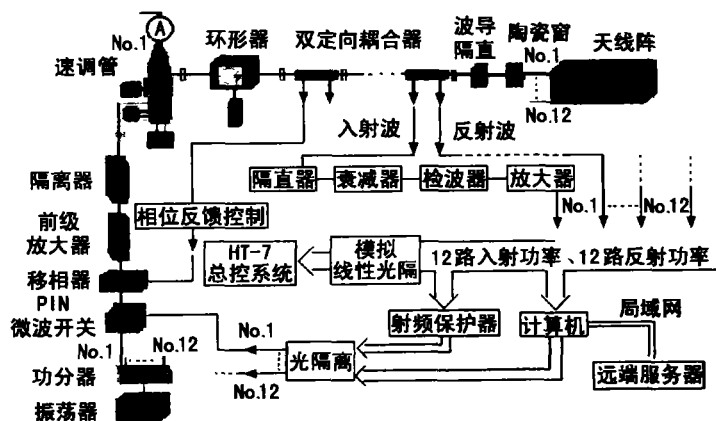 A
No.1
环形器
双定向耦合器
波导
隔直
陶瓷窗
No.1
天线阵
速调管
No.12
入射波
反射波
隔离器
隔直器
衰减器
检波器
放大器
相位反馈控制
No.1
No.12
前级
放大器
HT-7
总控系统
模拟
线性光隔
12路入射功率、12路反射功率
移相器
PIN
微波开关
射频保护器
计算机
局域网
No.1
No.12
No.1
光隔离
No.12
远端服务器
功分器
振荡器